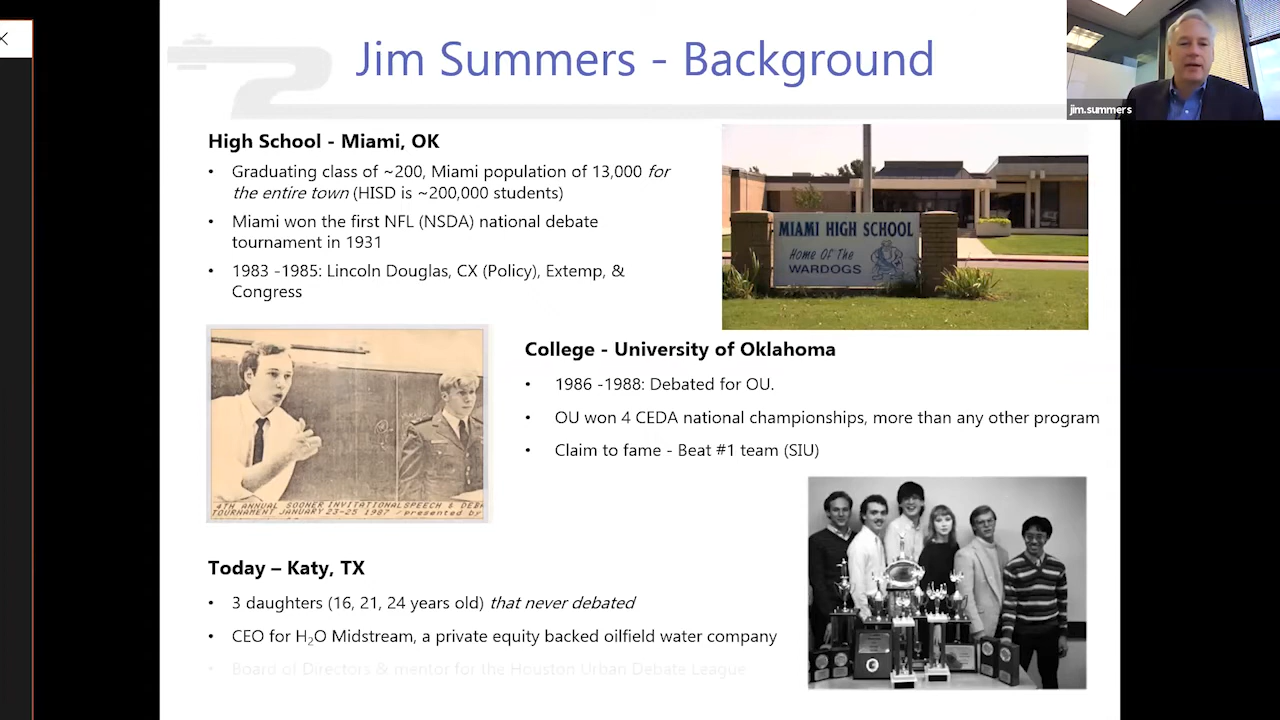 Jim Summers - Background
jim.summers
High School - Miami, OK
• Graduating class of ~200, Miami population of 13,000 for
the entire town (HISD is ~200,000 students)
• Miami won the first NFL (NSDA) national debate
tournament in 1931
• 1983 -1985: Lincoln Douglas, CX (Policy), Extemp, &
Congress
MIAMI HIGH SCHOOL
Home Of The
WARDOGS
4TH ANNUAL SOONER INVITATIONAL SPEECH & DEB
TOURNAMENT JANUARY 23-25 1987 / presented by
College - University of Oklahoma
• 1986 -1988: Debated for OU.
• OU won 4 CEDA national championships, more than any other program
• Claim to fame - Beat #1 team (SIU)
Today – Katy, TX
• 3 daughters (16, 21, 24 years old) that never debated
• CEO for H₂O Midstream, a private equity backed oilfield water company
• Board of Directors & mentor for the Houston Urban Debate League